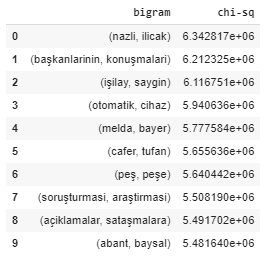 bigram chi-sq
0 (nazli, ilicak) 6.342817e+06
1 (başkanlarinin, konuşmalari) 6.212325e+06
2 (işilay, saygin) 6.116751e+06
3 (otomatik, cihaz) 5.940636e+06
4 (melda, bayer) 5.777584e+06
5 (cafer, tufan) 5.655636e+06
6 (peş, peşe) 5.640442e+06
7 (soruşturmasi, araştirmasi) 5.508190e+06
8 (açiklamalar, sataşmalara) 5.491702e+06
9 (abant, baysal) 5.481640e+06